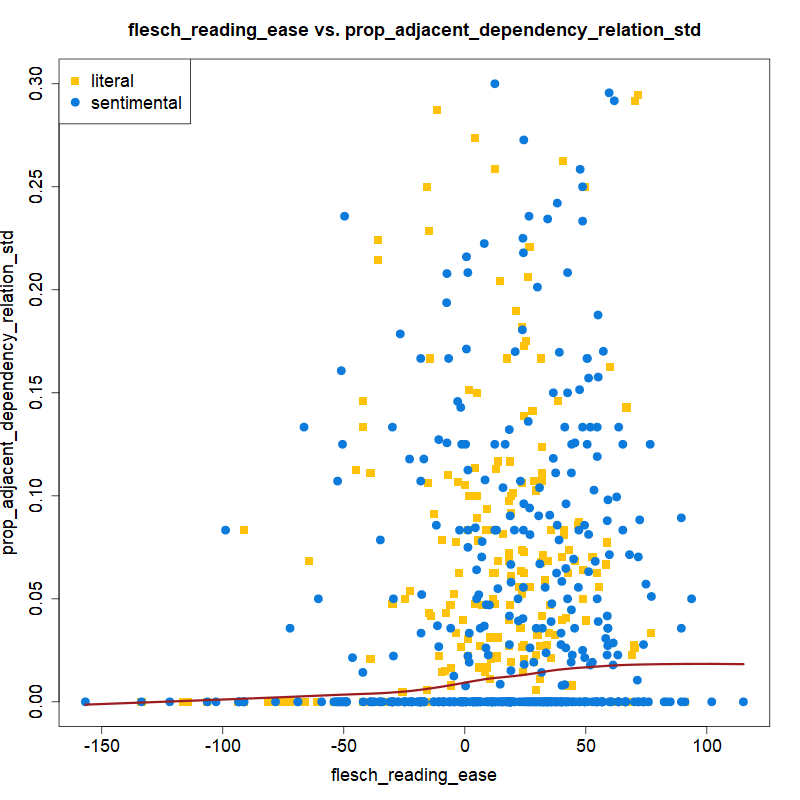 flesch_reading_ease vs. prop_adjacent_dependency_relation_std
literal
sentimental
prop_adjacent_dependency_relation_std
0.30
0.25
0.20
0.15
0.10
0.05
0.00
-150 -100 -50 0 50 100
flesch_reading_ease